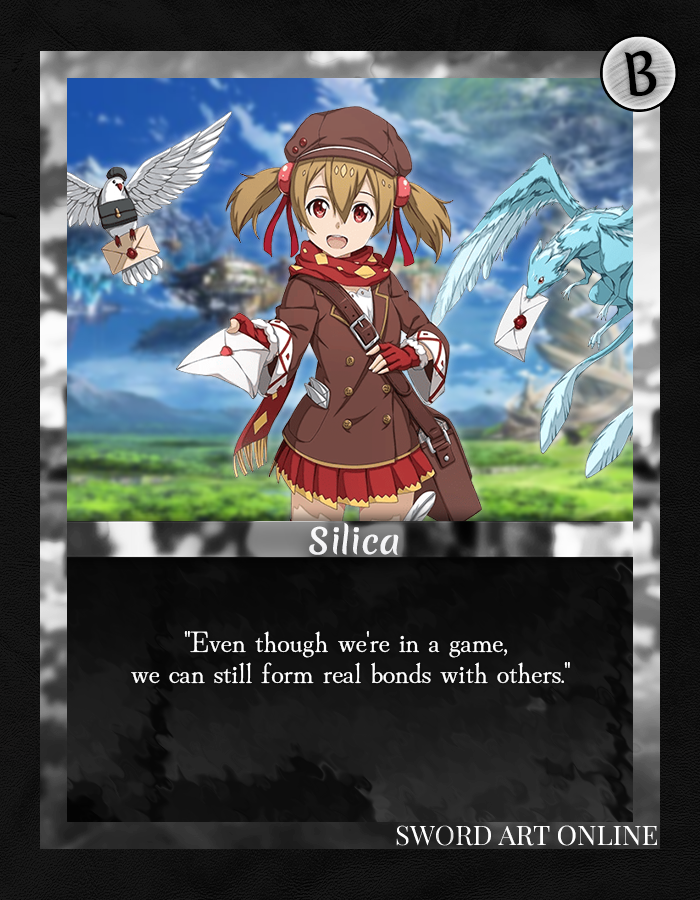 B
Silica
"Even though we're in a game,
we can still form real bonds with others."
SWORD ART ONLINE